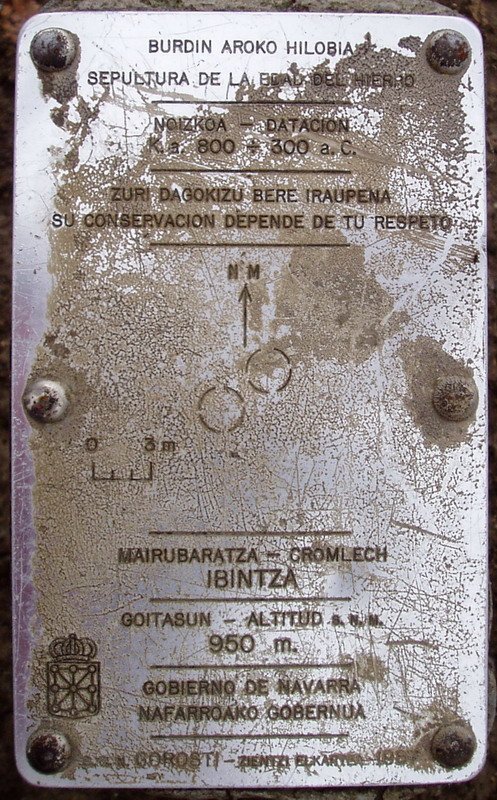 BURDIN AROKO HILOBIA
SEPULTURA DE LA EDAD DEL HIERRO
NOIZKOA - DATACION
K.a. 800 ÷ 300 a.C.
ZURI DAGOKIZU BERE IRAUPENA
SU CONSERVACION DEPENDE DE TU RESPETO
N M
0 3 m
MAIRUBARATZA - CROMLECH
IBINTZA
GOITASUN - ALTITUD s.n.m.
950 m.
GOBIERNO DE NAVARRA
NAFARROAKO GOBERNUA
GOROSTI - ZIENTZI ELKARTEA